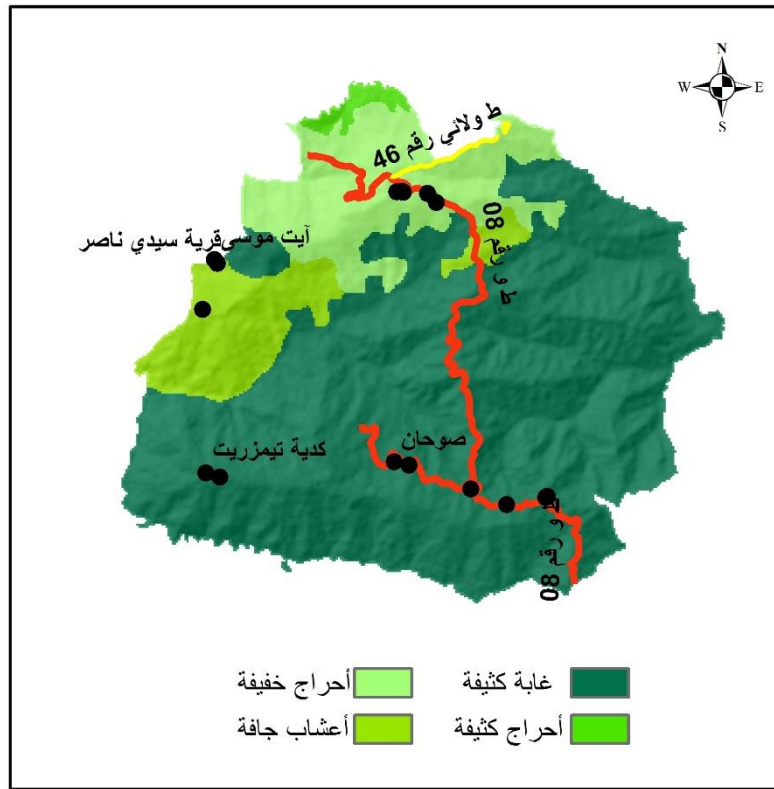 N
W E
S
ط ولائي رقم 46
ط و رقم 08
آيت موسى
قرية سيدي ناصر
صوحان
كدية تيمزريت
ط و رقم 08
غابة كثيفة
أحراج خفيفة
أحراج كثيفة
أعشاب جافة